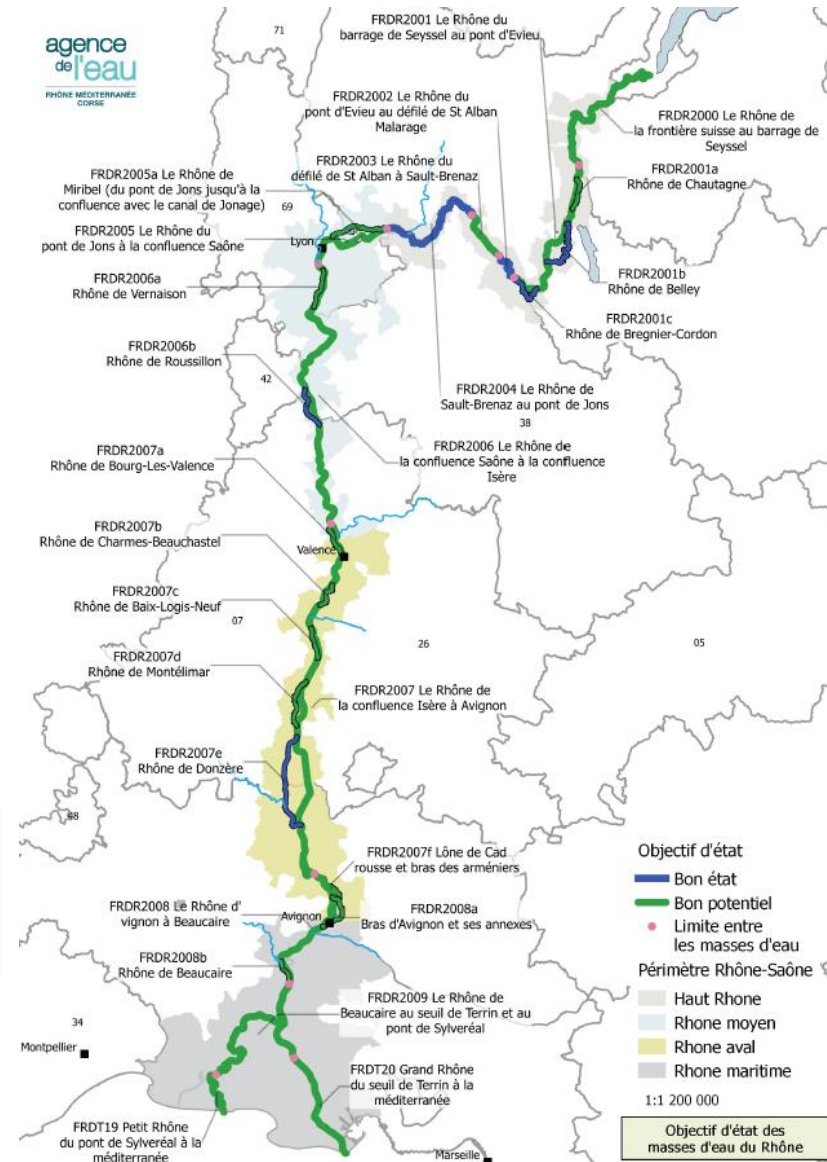 agence
de l'eau
RHÔNE MÉDITERRANÉE
CORSE
71
FRDR2001 Le Rhône du
barrage de Seyssel au pont d'Evieu
FRDR2002 Le Rhône du
pont d'Evieu au défilé de St Alban
Malarage
FRDR2000 Le Rhône de
la frontière suisse au barrage de
Seyssel
FRDR2005a Le Rhône de
Miribel (du pont de Jons jusqu'à la
confluence avec le canal de Jonage)
FRDR2003 Le Rhône du
défilé de St Alban à Sault-Brenaz
FRDR2001a
Rhône de Chautagne
69
FRDR2005 Le Rhône du
pont de Jons à la confluence Saône
Lyon
FRDR2001b
Rhône de Belley
FRDR2006a
Rhône de Vernaison
FRDR2001c
Rhône de Bregnier-Cordon
FRDR2006b
Rhône de Roussillon
42
FRDR2004 Le Rhône de
Sault-Brenaz au pont de Jons
38
FRDR2006 Le Rhône de
la confluence Saône à la confluence
Isère
FRDR2007a
Rhône de Bourg-Les-Valence
FRDR2007b
Rhône de Charmes-Beauchastel
Valence
FRDR2007c
Rhône de Baix-Logis-Neuf
07
26
05
FRDR2007d
Rhône de Montélimar
FRDR2007 Le Rhône de
la confluence Isère à Avignon
FRDR2007e
Rhône de Donzère
48
FRDR2007f Lône de Cad
rousse et bras des arméniers
FRDR2008 Le Rhône d'
vignon à Beaucaire
Avignon
FRDR2008a
Bras d'Avignon et ses annexes
FRDR2008b
Rhône de Beaucaire
FRDR2009 Le Rhône de
Beaucaire au seuil de Terrin et au
pont de Sylveréal
34
Montpellier
FRDT20 Grand Rhône
du seuil de Terrin à la
méditerranée
FRDT19 Petit Rhône
du pont de Sylveréal à la
méditerranée
Marseille
Objectif d'état
Bon état
Bon potentiel
Limite entre
les masses d'eau
Périmètre Rhône-Saône
Haut Rhone
Rhone moyen
Rhone aval
Rhone maritime
1:1 200 000
Objectif d'état des
masses d'eau du Rhône